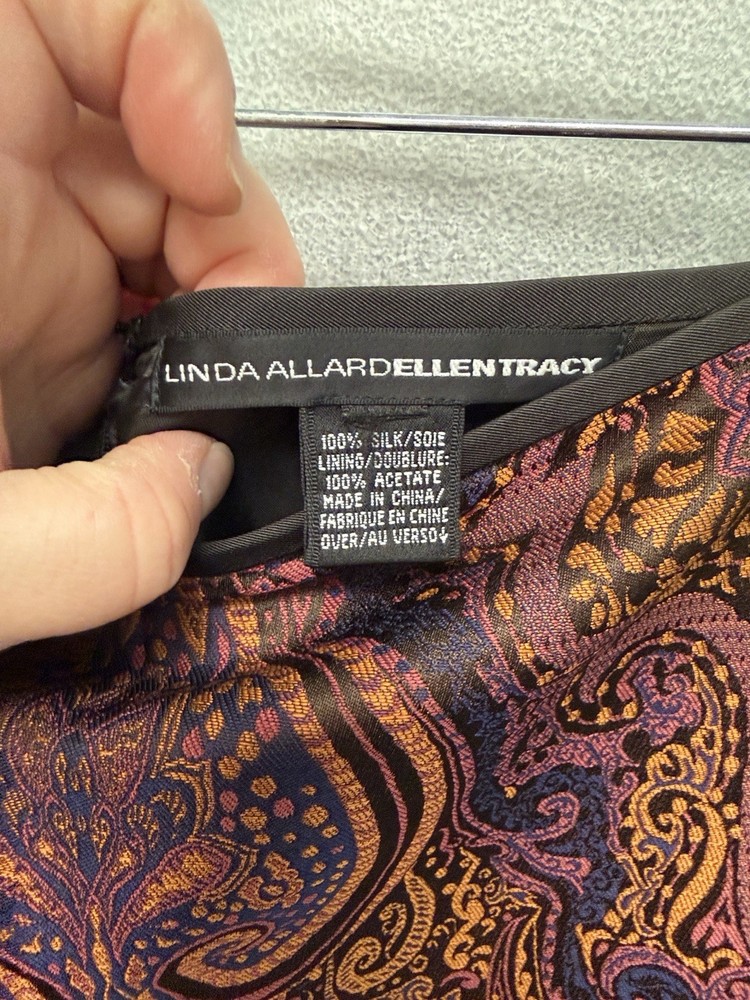 LINDA ALLARDELLENTRACY
100% SILK/SOIE
LINING/DOUBLURE:
100% ACETATE
MADE IN CHINA/
FABRIQUE EN CHINE
OVER/AU VERSO↓